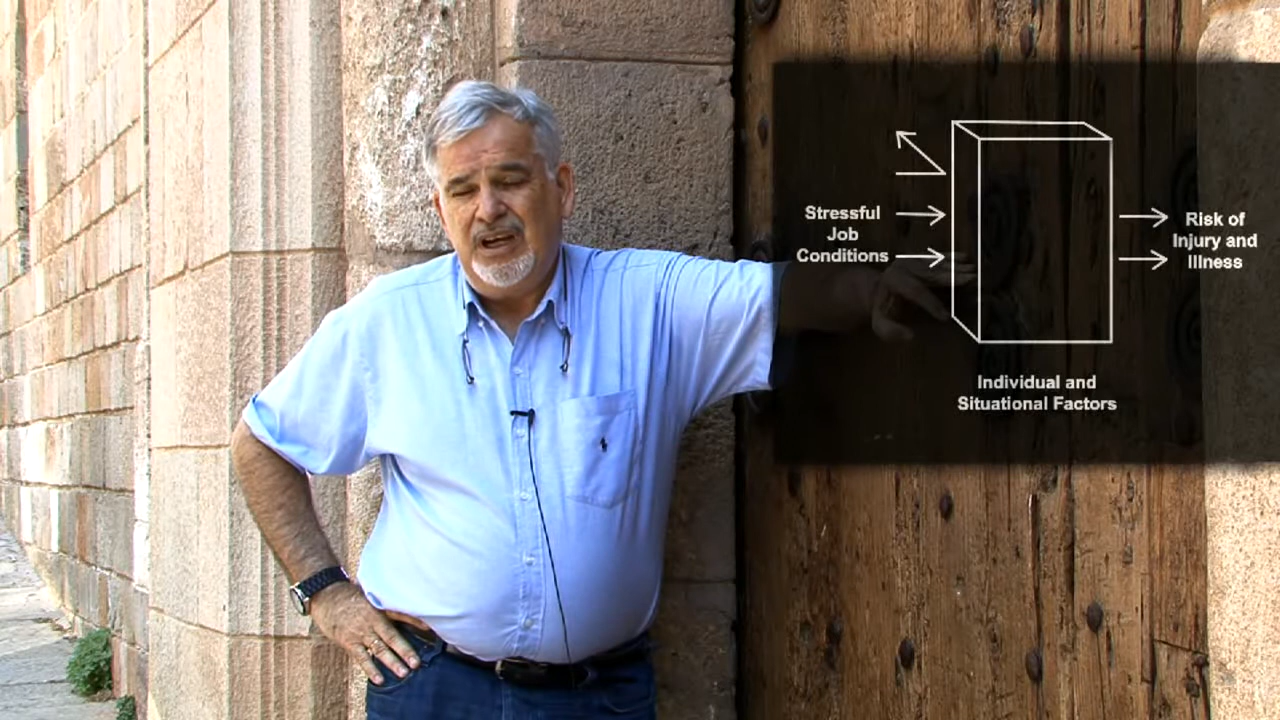 Stressful
Job
Conditions
Risk of
Injury and
Illness
Individual and
Situational Factors